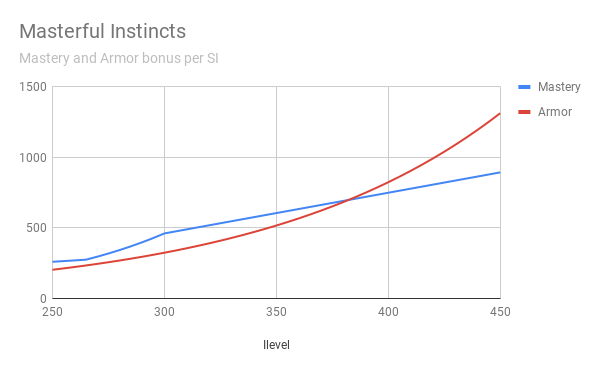 Masterful Instincts
Mastery and Armor bonus per SI
1500
1000
500
0
250 300 350 400 450
Ilevel
Mastery
Armor